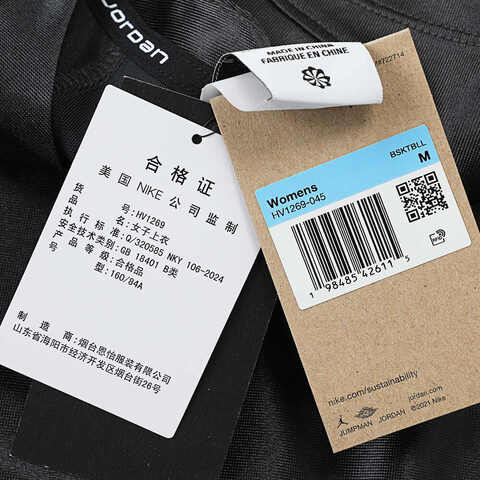 Jordan
合格证
美国 NIKE 公司监制
货 号:HV1269
品 名:女子上衣
执行标准:Q/320585 NKY 106-2024
安全技术类别:GB 18401 B类
等 级:合格品
号 型:160/84A
制造商:烟台恩怡服装有限公司
山东省海阳市经济开发区烟台街26号
MADE IN CHINA
FABRIQUE EN CHINE
BSKTBLL
M
Womens
HV1269-045
RFID
1 98485 42611 5
nike.com/sustainability
jordan.com
JUMPMAN JORDAN ©2021 Nike